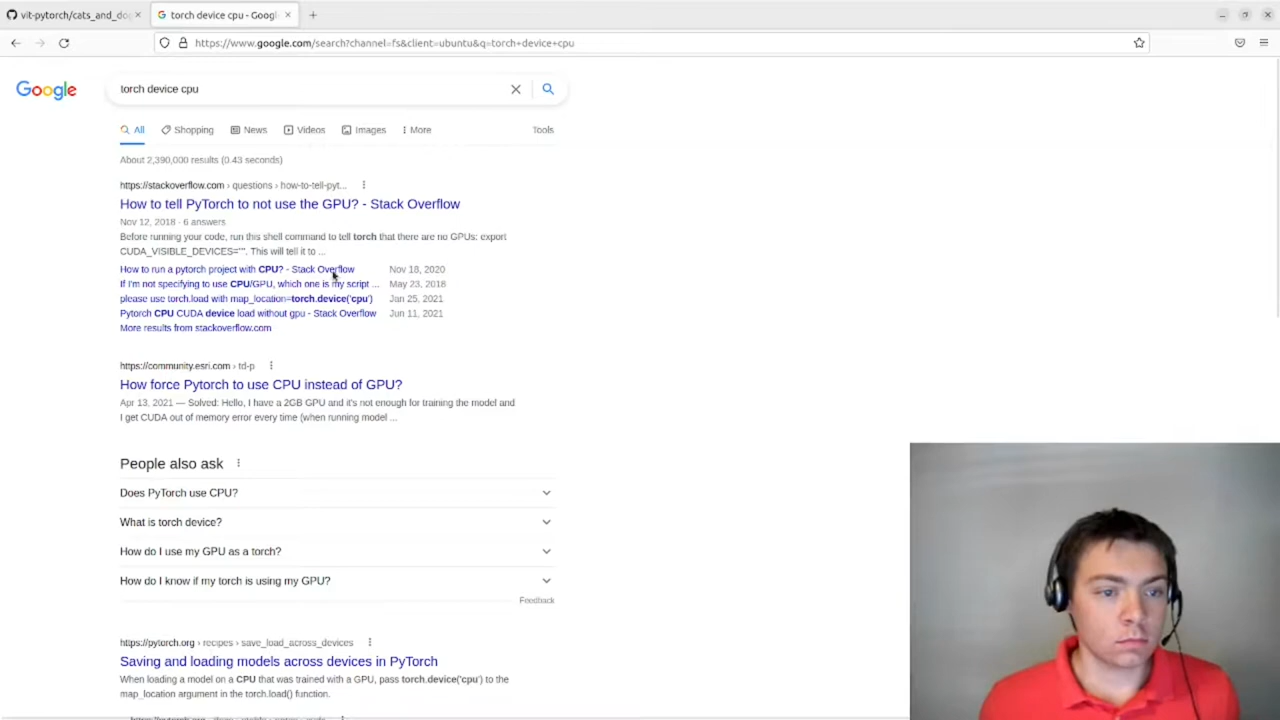 vit-pytorch/cats_and_do
torch device cpu - Googl
https://www.google.com/search?channel=fs&client=ubuntu&q=torch+device+cpu
Google
torch device cpu
All
Shopping
News
Videos
Images
More
Tools
About 2,390,000 results (0.43 seconds)
https://stackoverflow.com › questions › how-to-tell-pyt...
How to tell PyTorch to not use the GPU? - Stack Overflow
Nov 12, 2018 · 6 answers
Before running your code, run this shell command to tell torch that there are no GPUs: export
CUDA_VISIBLE_DEVICES="". This will tell it to ...
How to run a pytorch project with CPU? - Stack Overflow Nov 18, 2020
If I'm not specifying to use CPU/GPU, which one is my script ... May 23, 2018
please use torch.load with map_location=torch.device('cpu') Jan 25, 2021
Pytorch CPU CUDA device load without gpu - Stack Overflow Jun 11, 2021
More results from stackoverflow.com
https://community.esri.com › td-p
How force Pytorch to use CPU instead of GPU?
Apr 13, 2021 — Solved: Hello, I have a 2GB GPU and it's not enough for training the model and
I get CUDA out of memory error every time (when running model ...
People also ask
Does PyTorch use CPU?
What is torch device?
How do I use my GPU as a torch?
How do I know if my torch is using my GPU?
Feedback
https://pytorch.org › recipes › save_load_across_devices
Saving and loading models across devices in PyTorch
When loading a model on a CPU that was trained with a GPU, pass torch.device('cpu') to the
map_location argument in the torch.load() function.